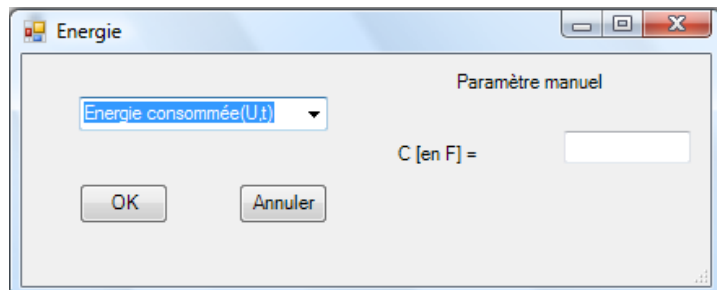 Energie
Paramètre manuel
Energie consommée(U,t)
C [en F] =
OK
Annuler